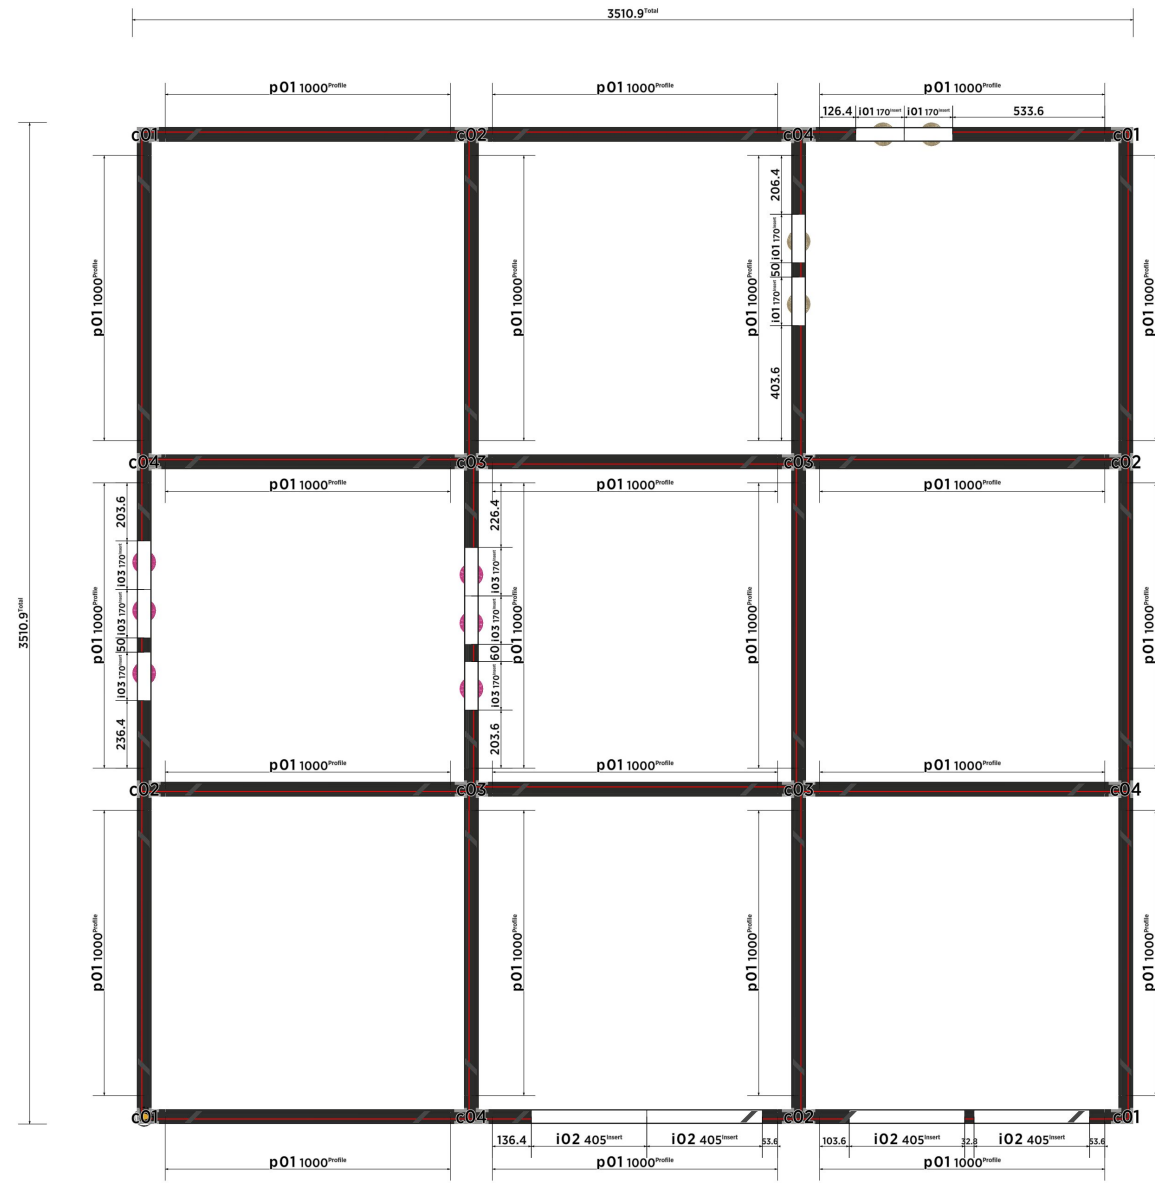 3510.9Total
p01 1000Profile p01 1000Profile p01 1000Profile
126.4 i01 170Insert i01 170Insert 533.6
c01 c02 c04 c01
206.4
i01 170Insert
50
i01 170Insert
403.6
p01 1000Profile p01 1000Profile p01 1000Profile p01 1000Profile
c04 c03 c03 c02
p01 1000Profile p01 1000Profile p01 1000Profile
203.6
i03 170Insert
i03 170Insert
50
i03 170Insert
236.4
226.4
i03 170Insert
i03 170Insert
60
i03 170Insert
203.6
3510.9Total
p01 1000Profile p01 1000Profile p01 1000Profile p01 1000Profile
p01 1000Profile p01 1000Profile p01 1000Profile
c02 c03 c03 c04
p01 1000Profile p01 1000Profile p01 1000Profile p01 1000Profile
c01 c04 c02 c01
136.4 i02 405Insert i02 405Insert 53.6 103.6 i02 405Insert 32.8 i02 405Insert 53.6
p01 1000Profile p01 1000Profile p01 1000Profile